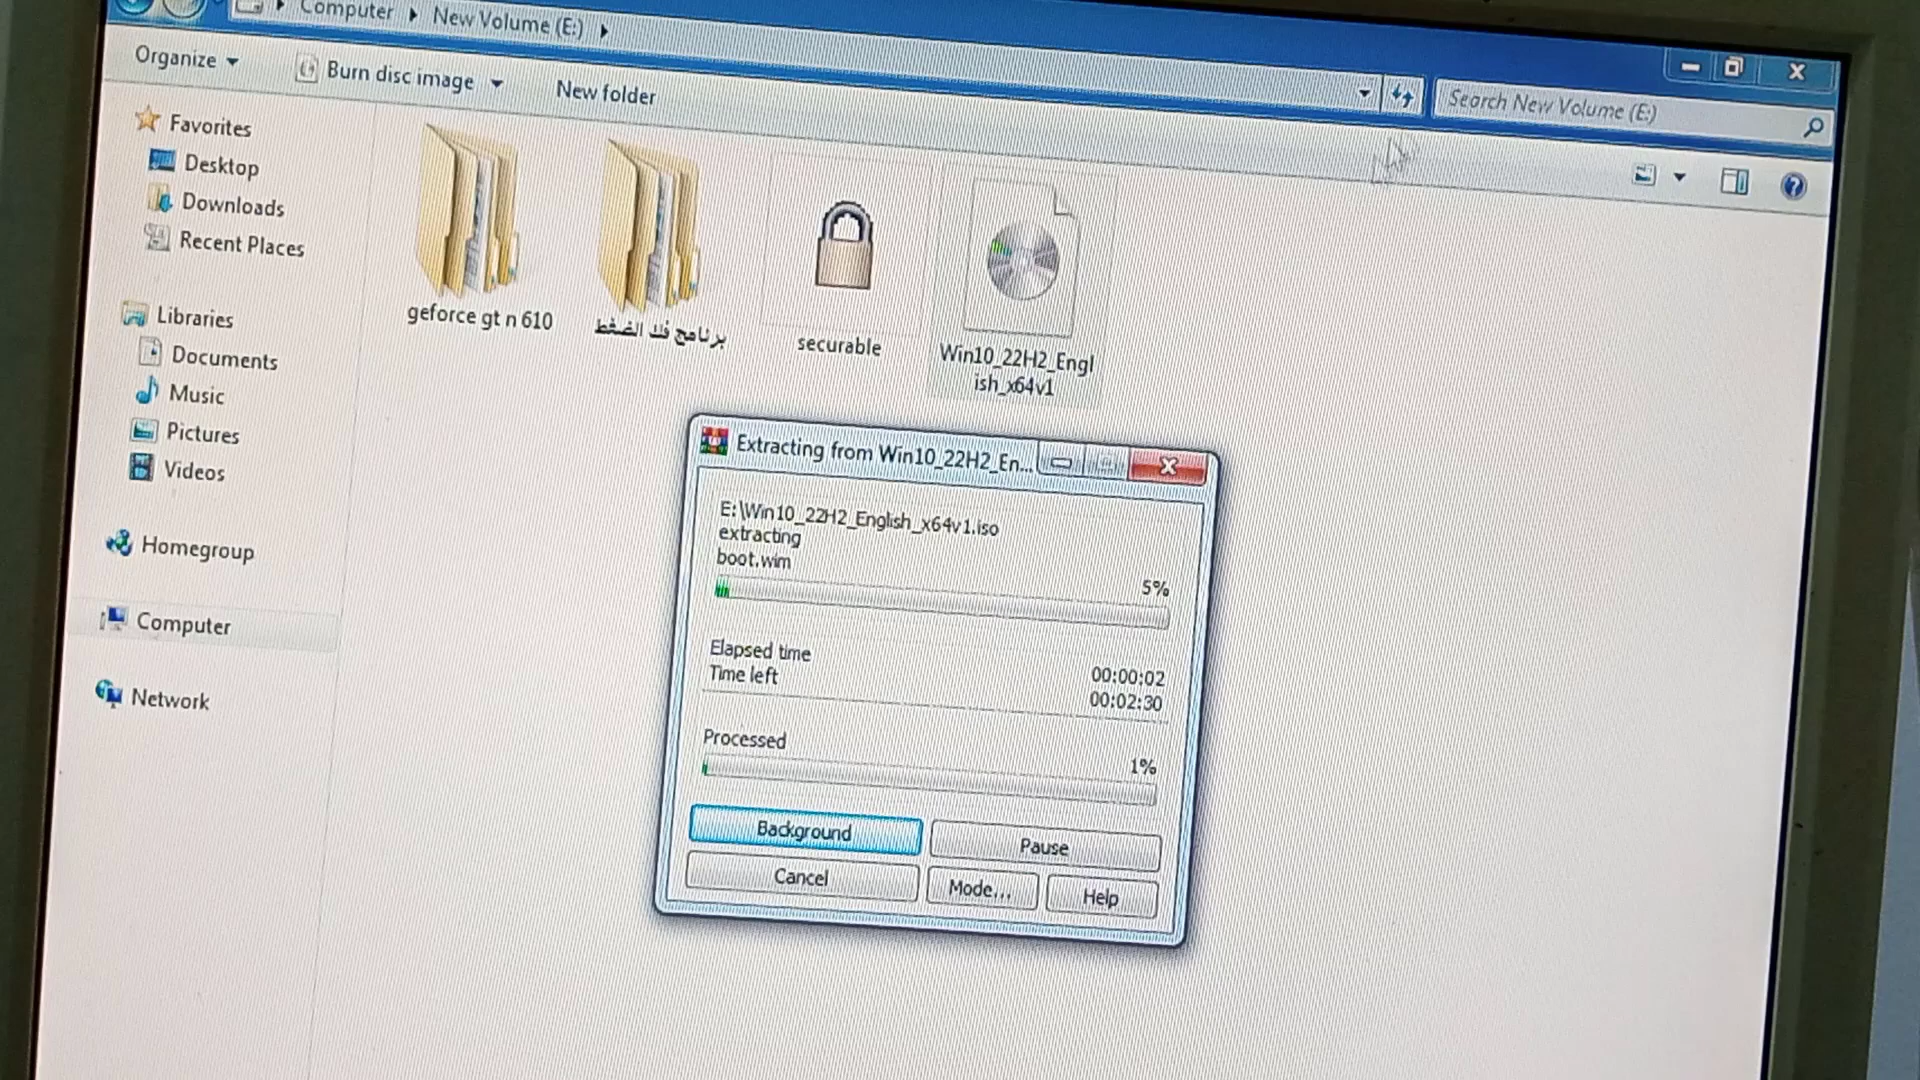 Computer ▸ New Volume (E:) ▸
Search New Volume (E:)
Organize
Burn disc image
New folder
Favorites
Desktop
Downloads
Recent Places
Libraries
Documents
Music
Pictures
Videos
Homegroup
Computer
Network
geforce gt n 610
برنامج فك الضغط
securable
Win10_22H2_Engl
ish_x64v1
Extracting from Win10_22H2_En...
E:\Win10_22H2_English_x64v1.iso
extracting
boot.wim
5%
Elapsed time 00:00:02
Time left 00:02:30
Processed
1%
Background
Pause
Cancel
Mode...
Help